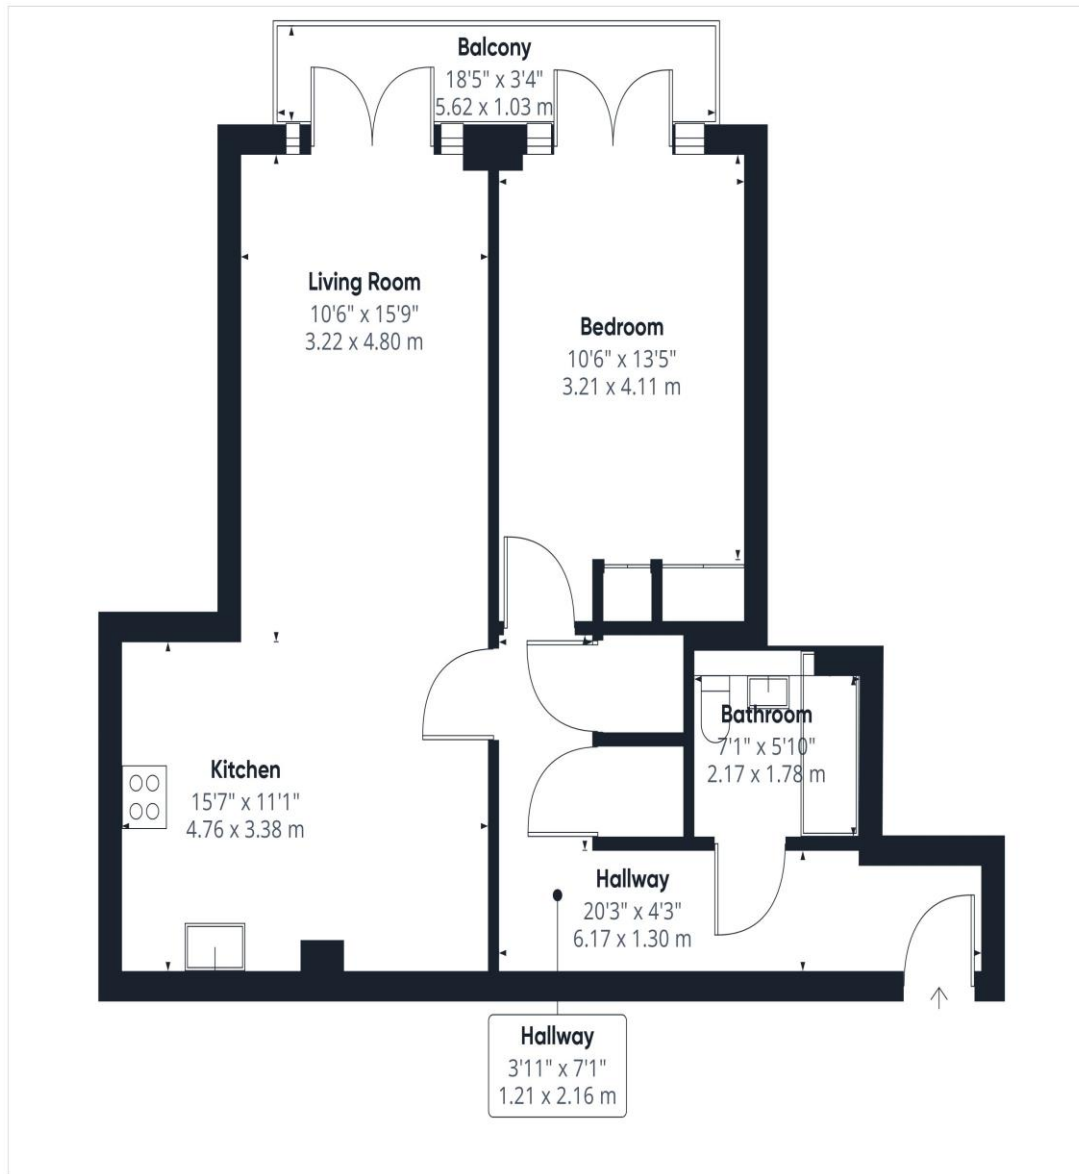 Balcony
18'5" x 3'4"
5.62 x 1.03 m
Living Room
10'6" x 15'9"
3.22 x 4.80 m
Bedroom
10'6" x 13'5"
3.21 x 4.11 m
Bathroom
7'1" x 5'10"
2.17 x 1.78 m
Kitchen
15'7" x 11'1"
4.76 x 3.38 m
Hallway
20'3" x 4'3"
6.17 x 1.30 m
Hallway
3'11" x 7'1"
1.21 x 2.16 m